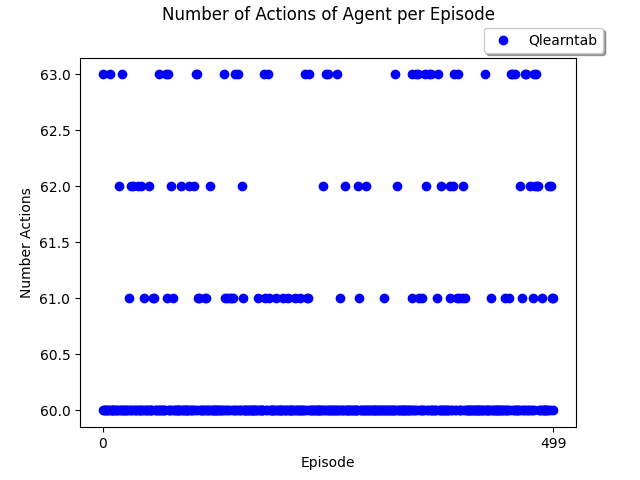 Number of Actions of Agent per Episode
Qlearntab
63.0
62.5
62.0
61.5
61.0
60.5
60.0
Number Actions
0 499
Episode